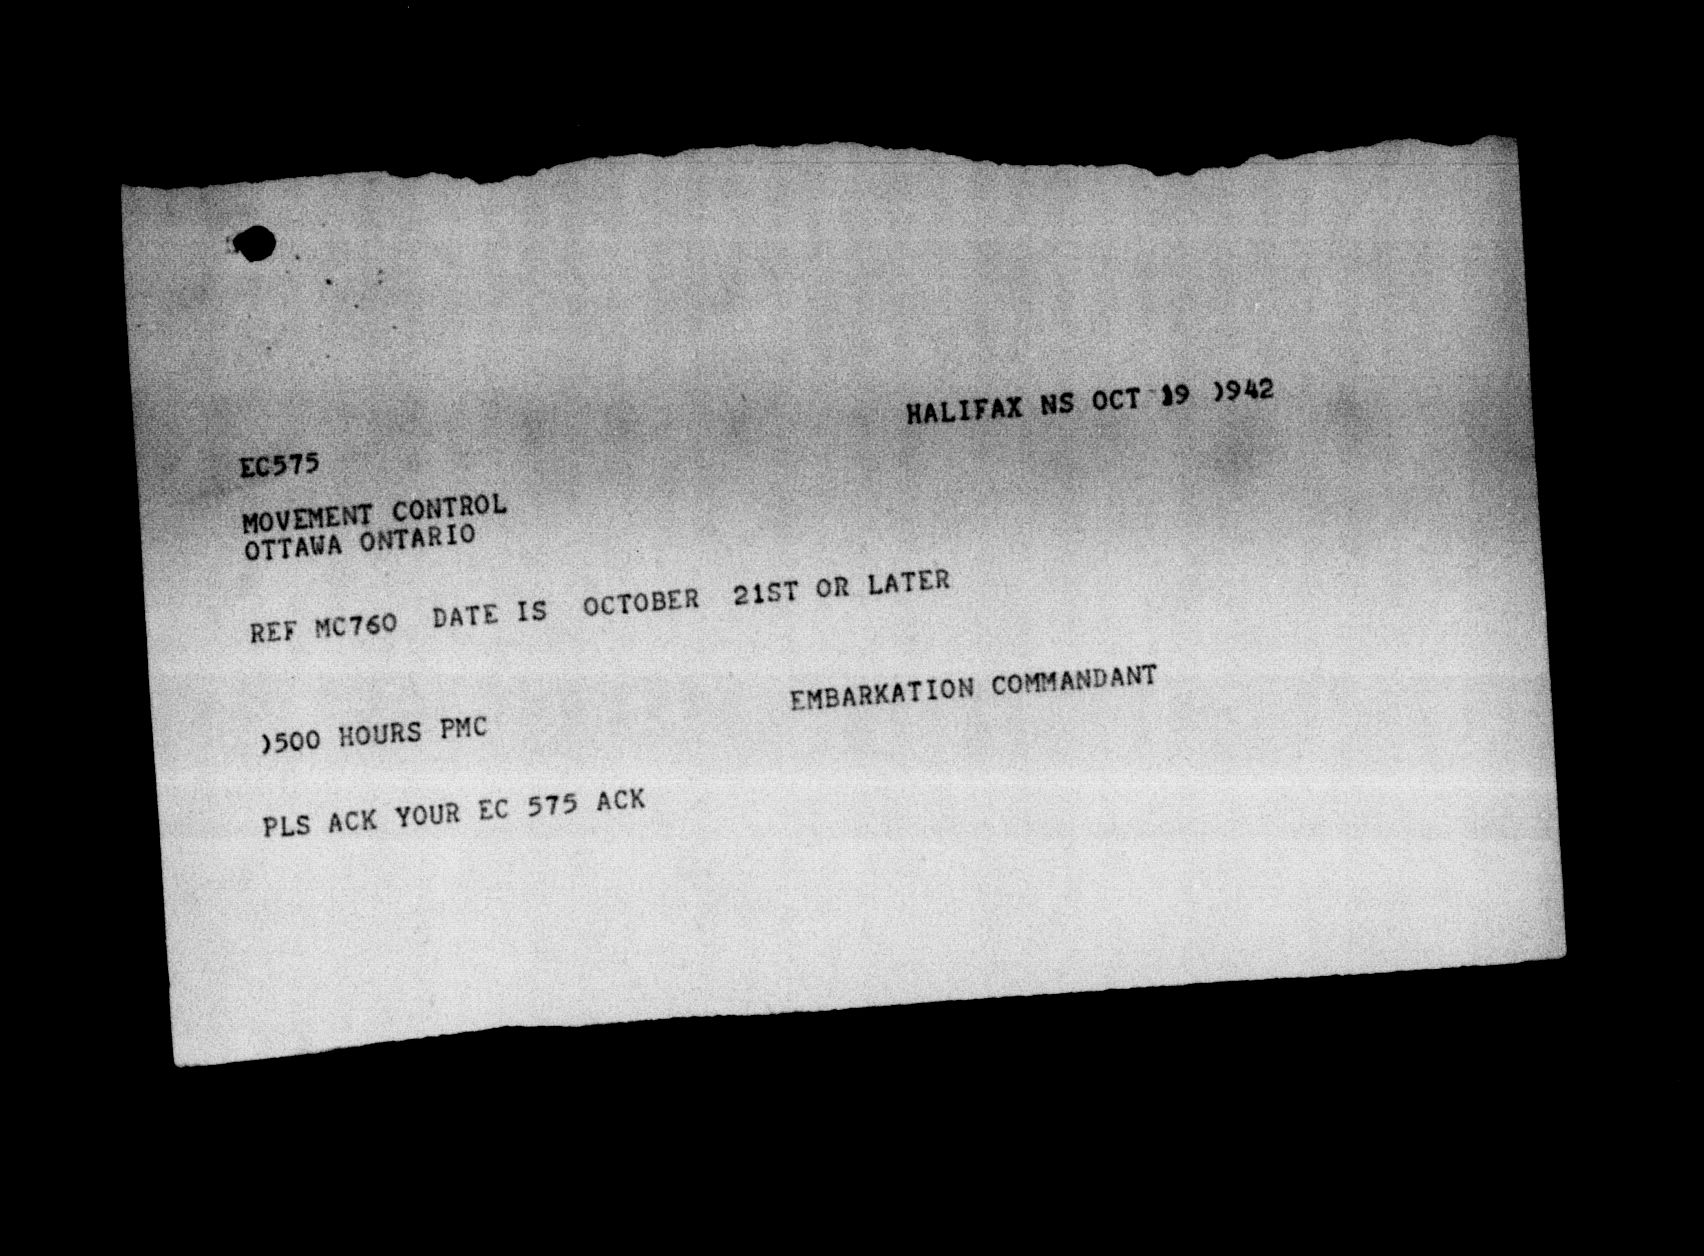 HALIFAX NS OCT 19 )942
EC575
MOVEMENT CONTROL
OTTAWA ONTARIO
REF MC760 DATE IS OCTOBER 21ST OR LATER
EMBARKATION COMMANDANT
)500 HOURS PMC
PLS ACK YOUR EC 575 ACK